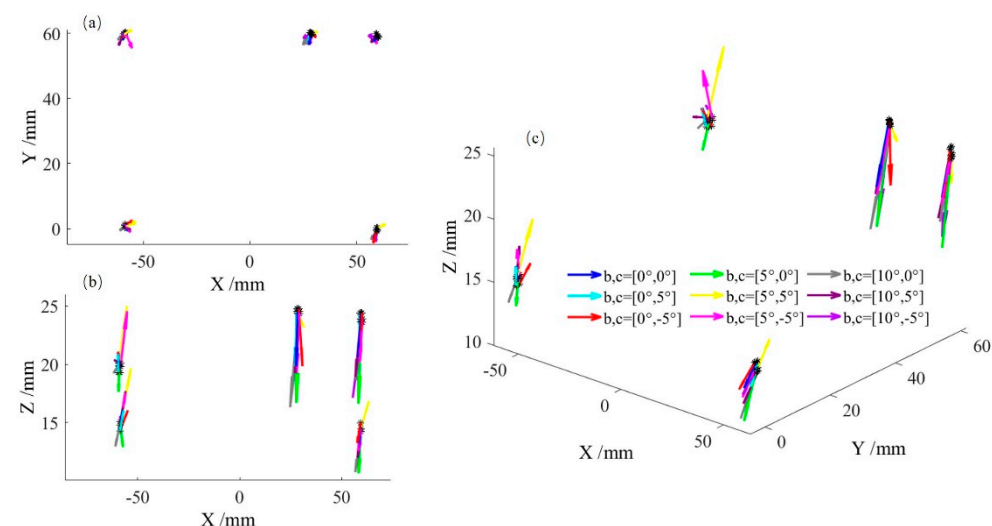 (a)
60
40
20
0
Y /mm
-50
0
50
X /mm
(b)
25
20
15
Z /mm
-50
0
50
X /mm
(c)
25
20
15
10
Z /mm
b,c=[0°,0°] b,c=[5°,0°] b,c=[10°,0°]
b,c=[0°,5°] b,c=[5°,5°] b,c=[10°,5°]
b,c=[0°,-5°] b,c=[5°,-5°] b,c=[10°,-5°]
-50
0
50
X /mm
0
20
40
60
Y /mm